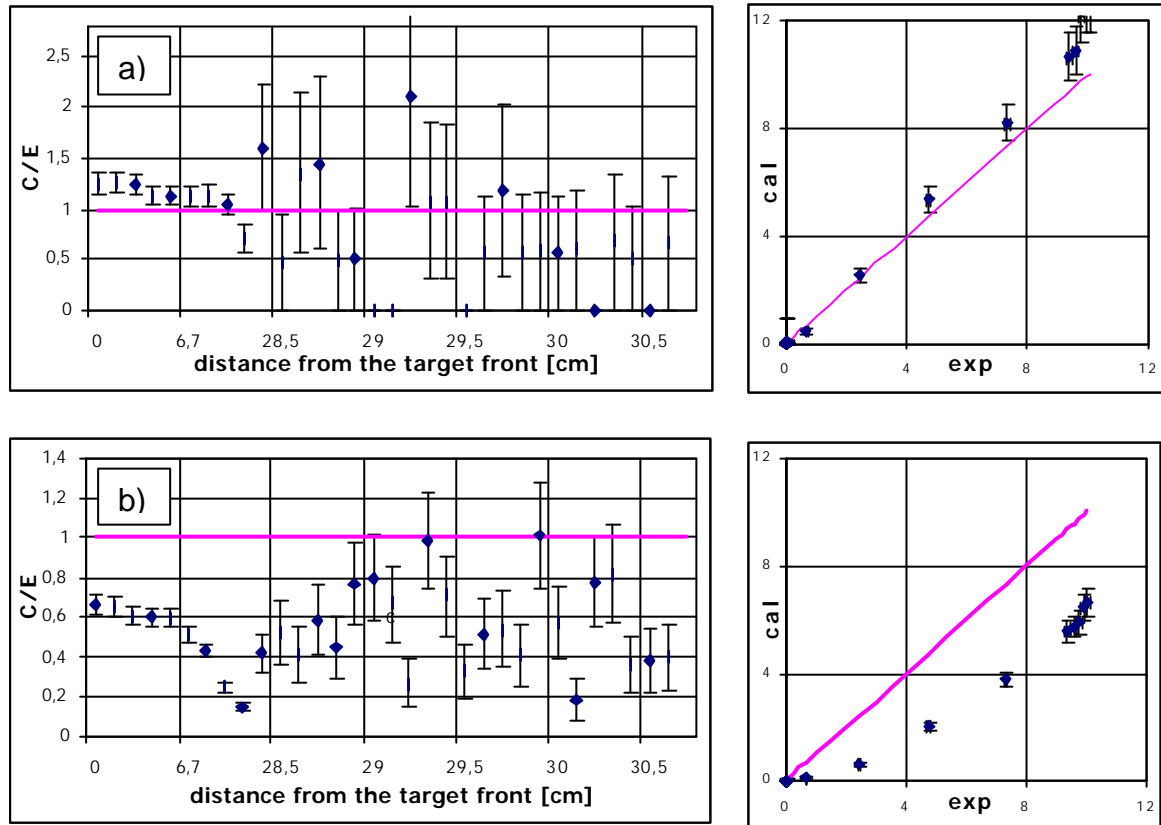 a)
C/E
2,5
2
1,5
1
0,5
0
0 6,7 28,5 29 29,5 30 30,5
distance from the target front [cm]
12
8
4
0
cal
0 4 8 12
exp
b)
C/E
1,4
1,2
1
0,8
0,6
0,4
0,2
0
0 6,7 28,5 29 29,5 30 30,5
distance from the target front [cm]
12
8
4
0
cal
0 4 8 12
exp